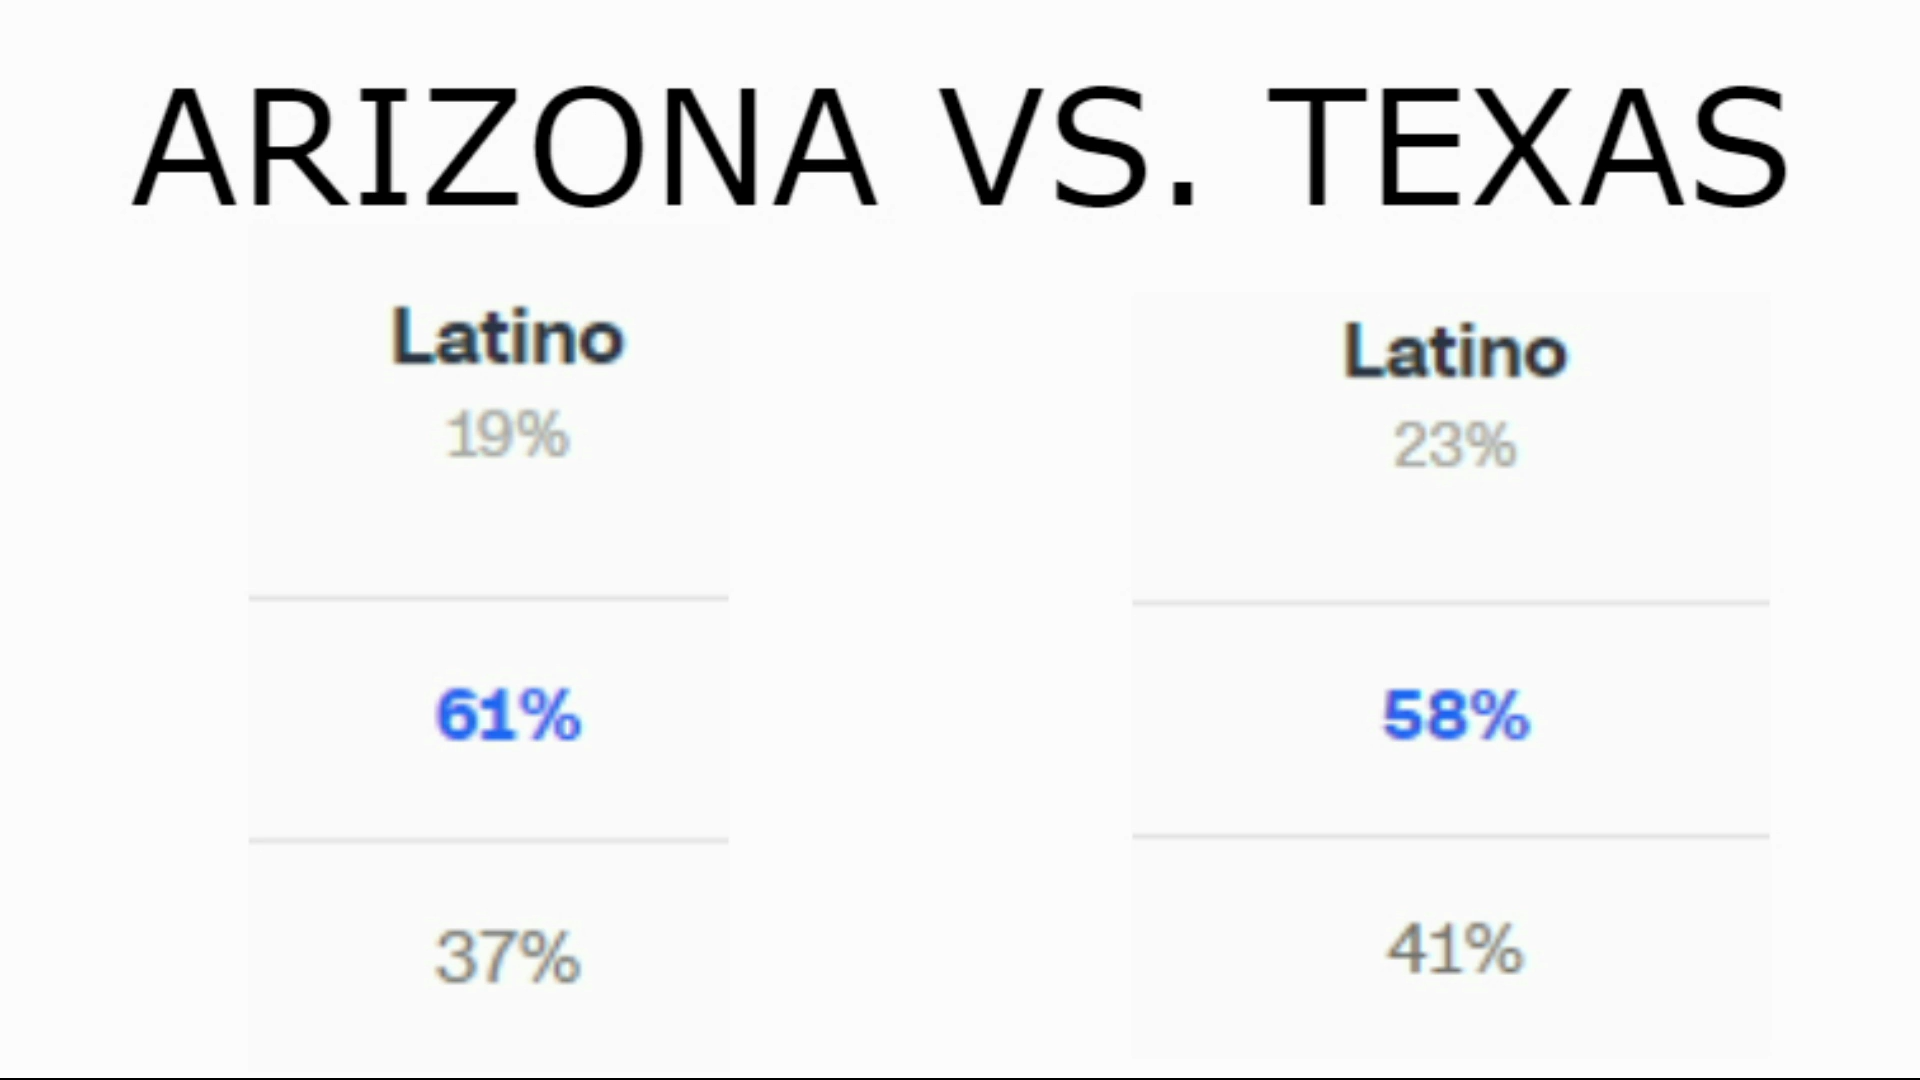 ARIZONA VS. TEXAS
Latino
19%
61%
37%
Latino
23%
58%
41%